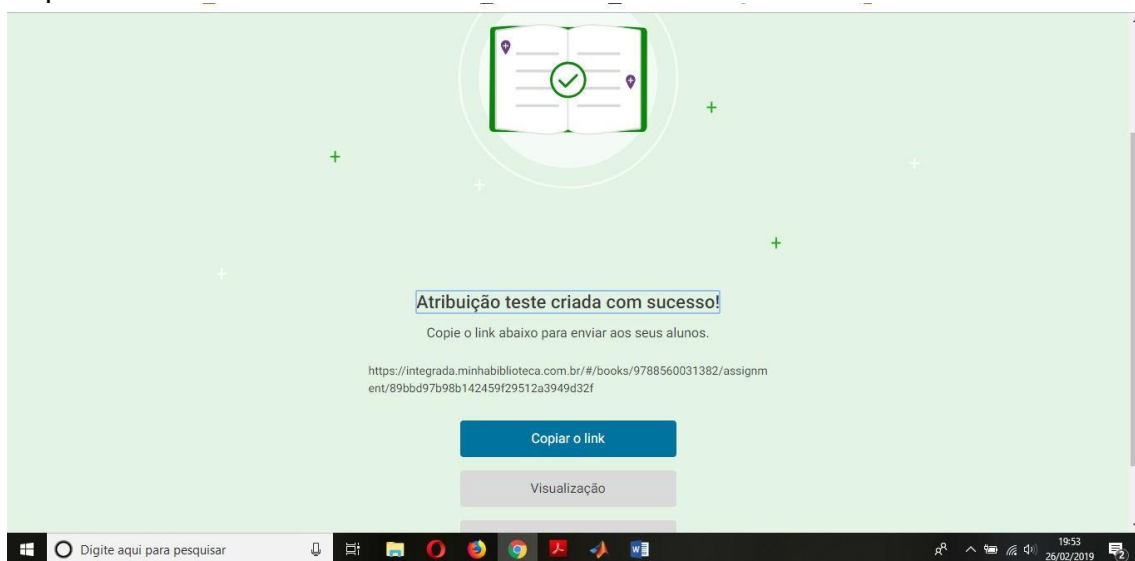 Atribuição teste criada com sucesso!
Copie o link abaixo para enviar aos seus alunos.
https://integrada.minhabiblioteca.com.br/#/books/9788560031382/assignm
ent/89bbd97b98b142459f29512a3949d32f
Copiar o link
Visualização
Digite aqui para pesquisar
19:53
26/02/2019
2